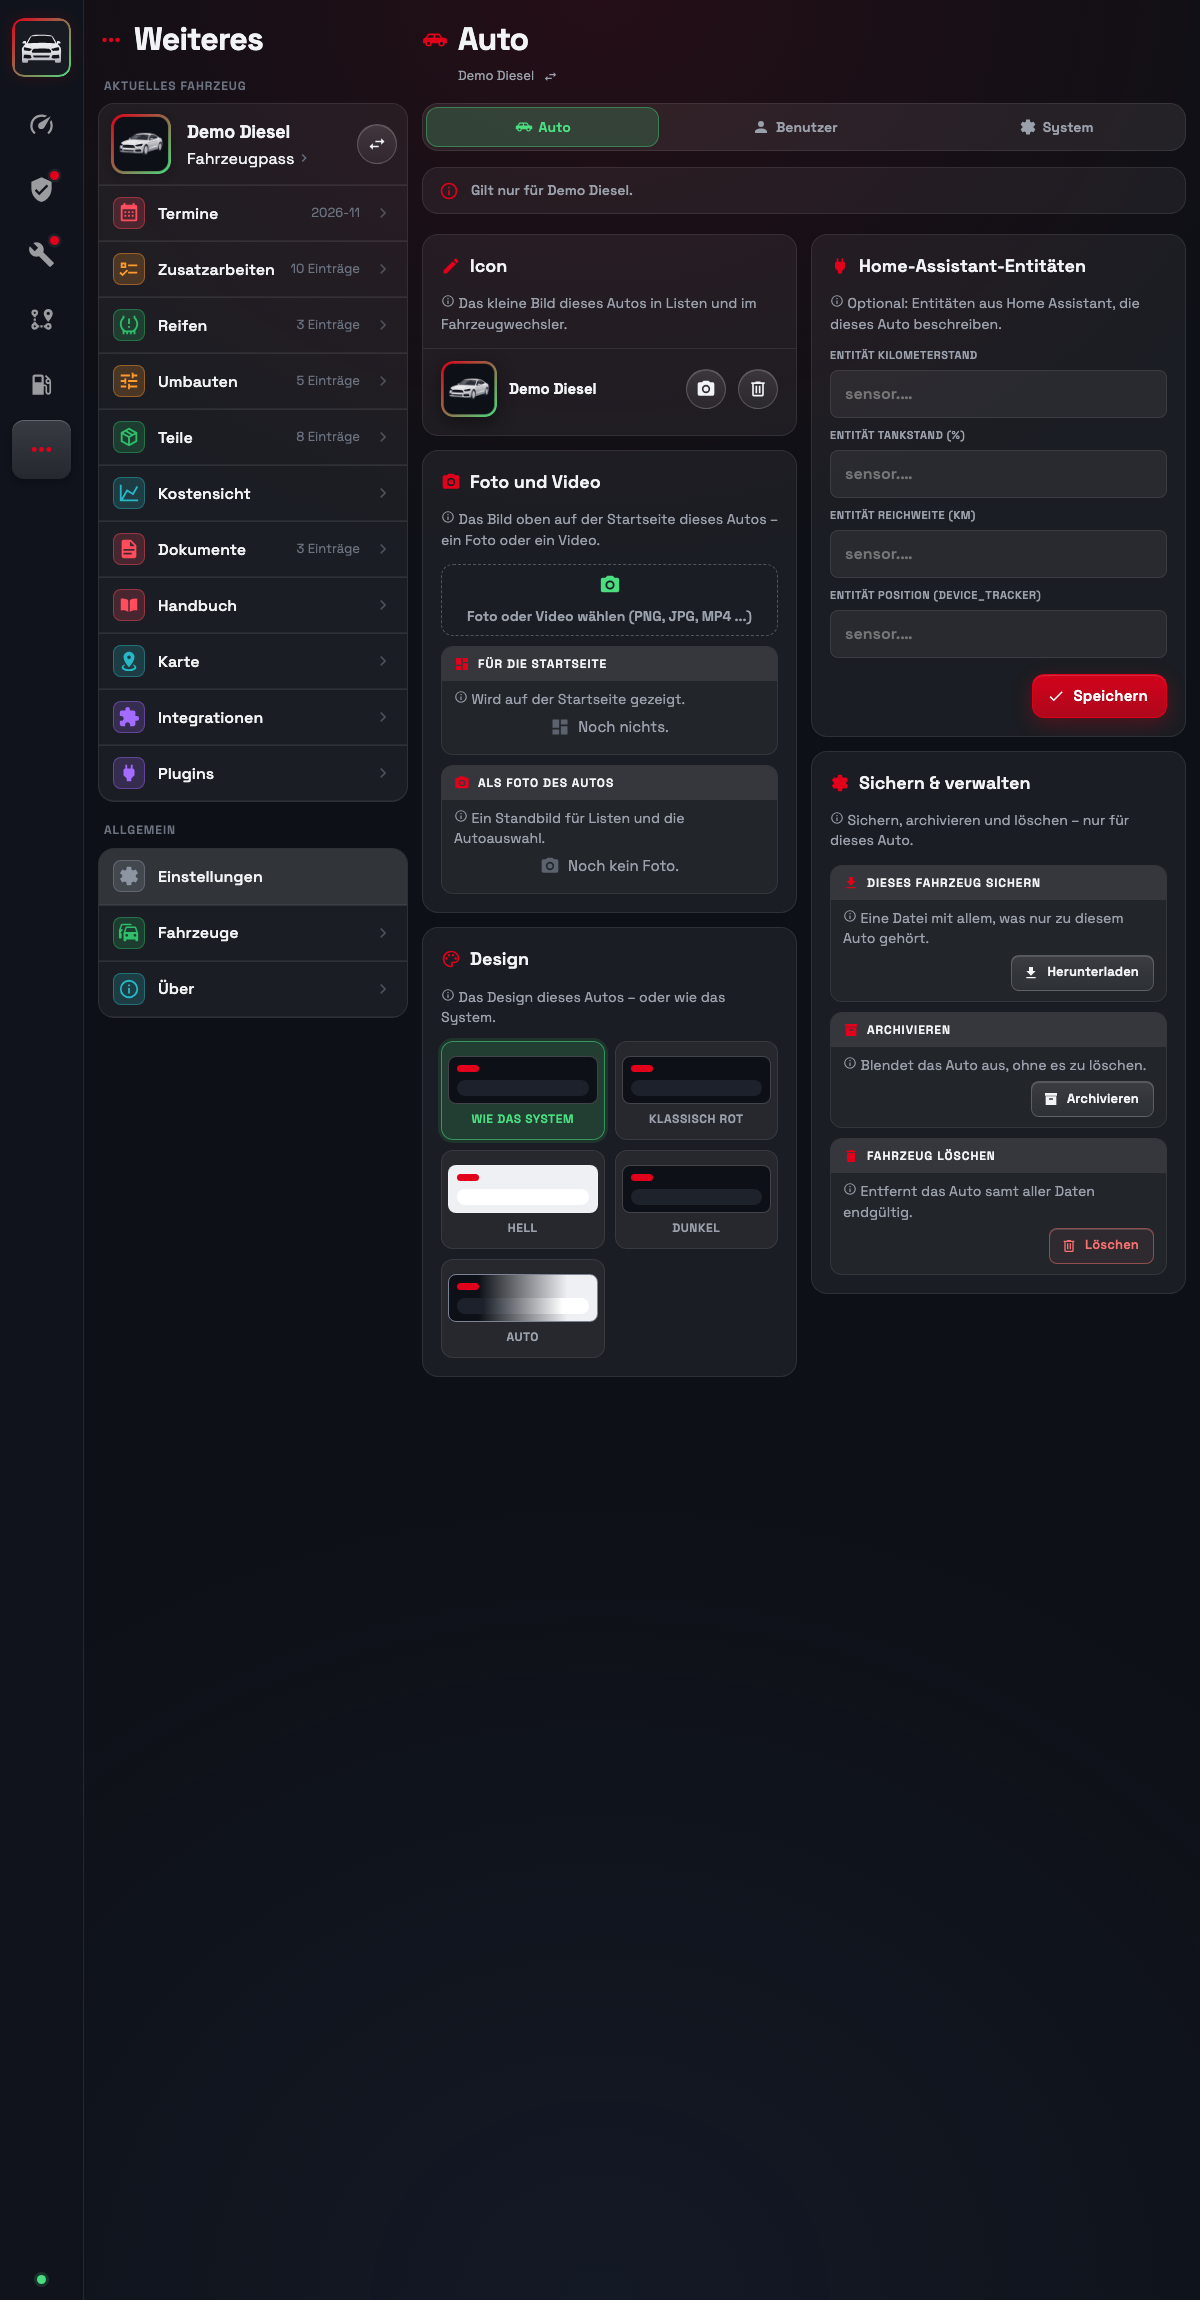 Weiteres
AKTUELLES FAHRZEUG
Demo Diesel
Fahrzeugpass
Termine 2026-11
Zusatzarbeiten 10 Einträge
Reifen 3 Einträge
Umbauten 5 Einträge
Teile 8 Einträge
Kostensicht
Dokumente 3 Einträge
Handbuch
Karte
Integrationen
Plugins
ALLGEMEIN
Einstellungen
Fahrzeuge
Über
Auto
Demo Diesel
Auto Benutzer System
Gilt nur für Demo Diesel.
Icon
Das kleine Bild dieses Autos in Listen und im
Fahrzeugwechsler.
Demo Diesel
Foto und Video
Das Bild oben auf der Startseite dieses Autos –
ein Foto oder ein Video.
Foto oder Video wählen (PNG, JPG, MP4 ...)
FÜR DIE STARTSEITE
Wird auf der Startseite gezeigt.
Noch nichts.
ALS FOTO DES AUTOS
Ein Standbild für Listen und die
Autoauswahl.
Noch kein Foto.
Design
Das Design dieses Autos – oder wie das
System.
WIE DAS SYSTEM
KLASSISCH ROT
HELL
DUNKEL
AUTO
Home-Assistant-Entitäten
Optional: Entitäten aus Home Assistant, die
dieses Auto beschreiben.
ENTITÄT KILOMETERSTAND
sensor....
ENTITÄT TANKSTAND (%)
sensor....
ENTITÄT REICHWEITE (KM)
sensor....
ENTITÄT POSITION (DEVICE_TRACKER)
sensor....
Speichern
Sichern & verwalten
Sichern, archivieren und löschen – nur für
dieses Auto.
DIESES FAHRZEUG SICHERN
Eine Datei mit allem, was nur zu diesem
Auto gehört.
Herunterladen
ARCHIVIEREN
Blendet das Auto aus, ohne es zu löschen.
Archivieren
FAHRZEUG LÖSCHEN
Entfernt das Auto samt aller Daten
endgültig.
Löschen